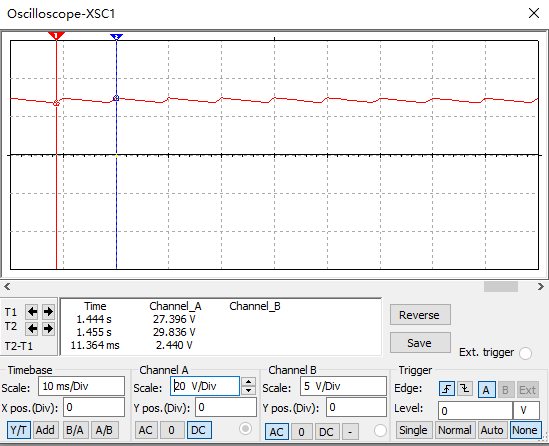 Oscilloscope-XSC1
1
2
T1
T2
T2-T1
Time Channel_A Channel_B
1.444 s 27.396 V
1.455 s 29.836 V
11.364 ms 2.440 V
Reverse
Save
Ext. trigger
Timebase
Scale: 10 ms/Div
X pos.(Div): 0
Y/T Add B/A A/B
Channel A
Scale: 20 V/Div
Y pos.(Div): 0
AC 0 DC
Channel B
Scale: 5 V/Div
Y pos.(Div): 0
AC 0 DC -
Trigger
Edge: A B Ext
Level: 0 V
Single Normal Auto None